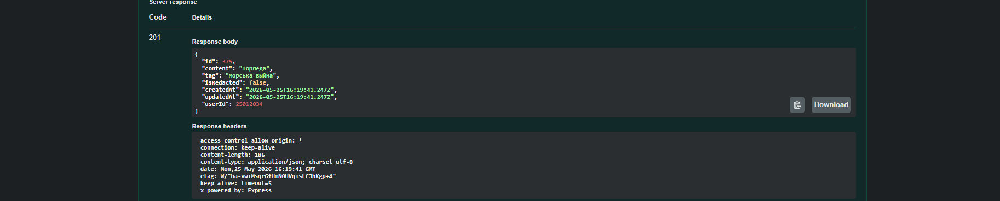 Server response
Code Details
201
Response body
{
  "id": 375,
  "content": "Торпеда",
  "tag": "Морська выйна",
  "isRedacted": false,
  "createdAt": "2026-05-25T16:19:41.247Z",
  "updatedAt": "2026-05-25T16:19:41.247Z",
  "userId": 25012034
}
Download
Response headers
access-control-allow-origin: *
connection: keep-alive
content-length: 186
content-type: application/json; charset=utf-8
date: Mon,25 May 2026 16:19:41 GMT
etag: W/"ba-vwiMsqrGfHmN0UVqisLCJhKgp+4"
keep-alive: timeout=5
x-powered-by: Express